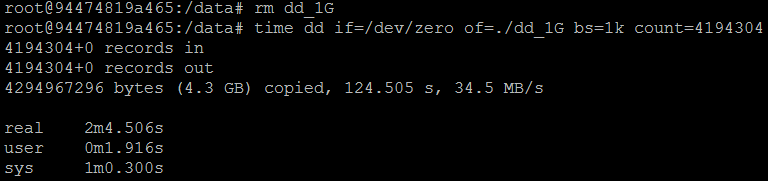 root@94474819a465:/data# rm dd_1G
root@94474819a465:/data# time dd if=/dev/zero of=./dd_1G bs=1k count=4194304
4194304+0 records in
4194304+0 records out
4294967296 bytes (4.3 GB) copied, 124.505 s, 34.5 MB/s
real 2m4.506s
user 0m1.916s
sys 1m0.300s